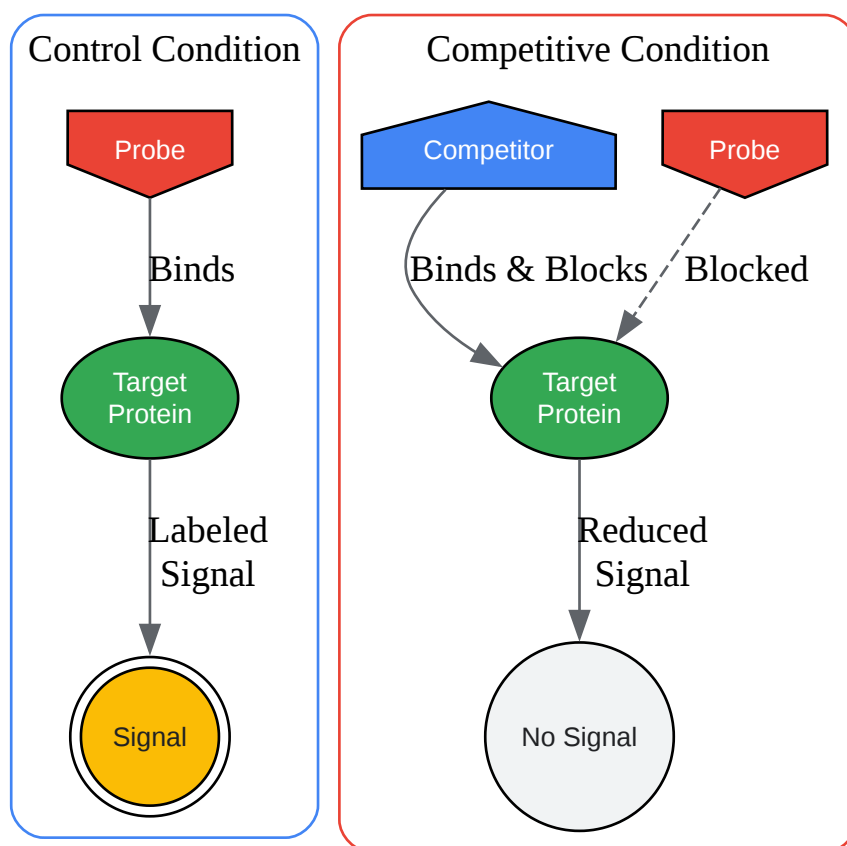 Control Condition
Probe
Binds
Target
Protein
Labeled
Signal
Signal
Competitive Condition
Competitor
Probe
Binds & Blocks
Blocked
Target
Protein
Reduced
Signal
No Signal